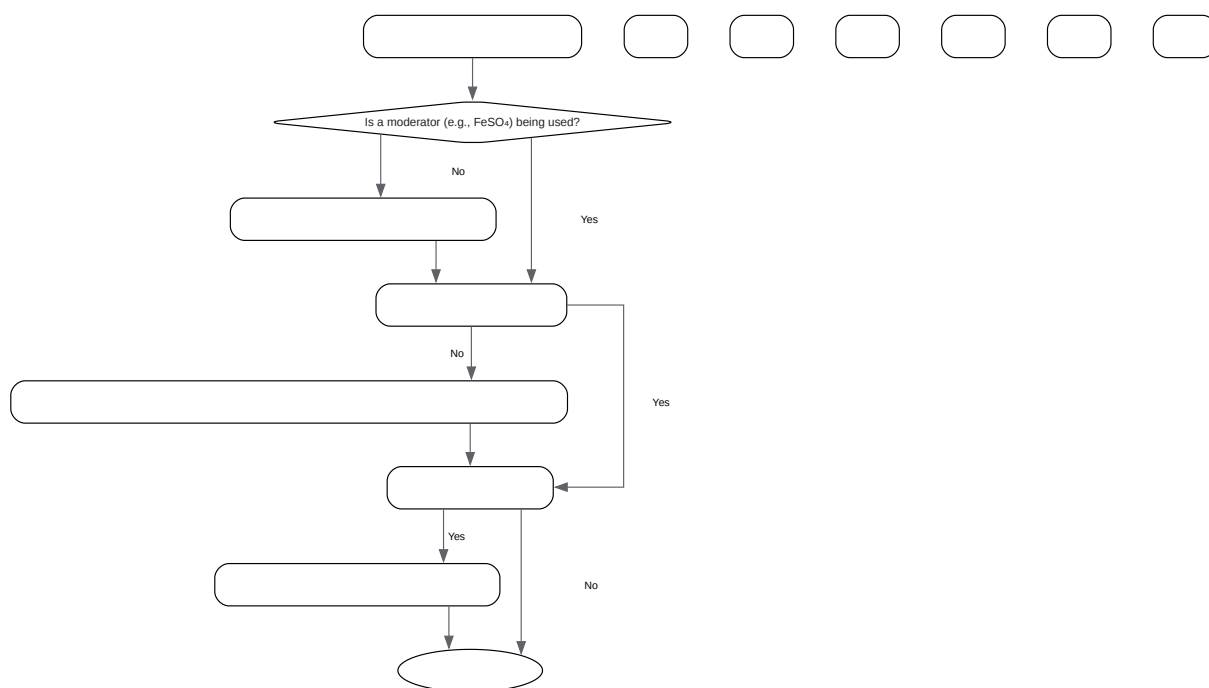 Is a moderator (e.g., FeSO₄) being used?
No
Yes
No
Yes
Yes
No